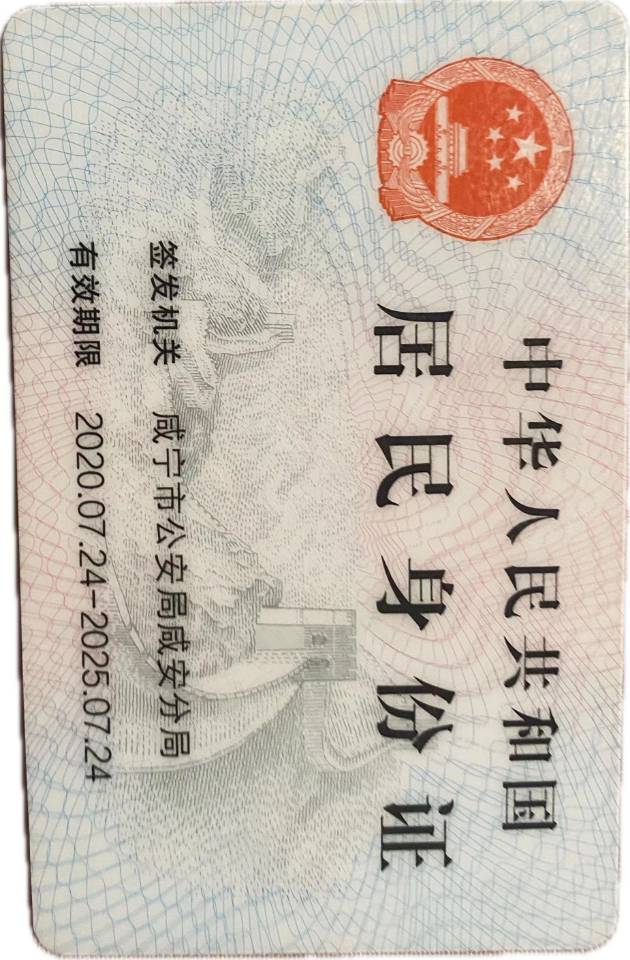 中华人民共和国
居民身份证
签发机关 咸宁市公安局咸安分局
有效期限 2020.07.24-2025.07.24